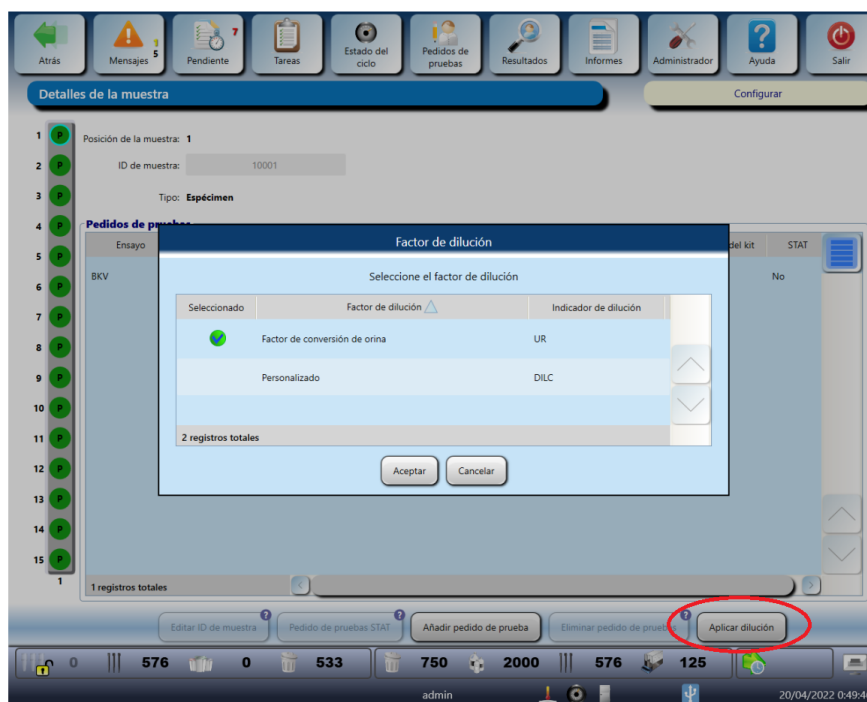 Atrás
Mensajes
1
5
Pendiente
7
Tareas
Estado del ciclo
Pedidos de pruebas
Resultados
Informes
Administrador
Ayuda
Salir
Detalles de la muestra
Configurar
Posición de la muestra: 1
ID de muestra: 10001
Tipo: Espécimen
Pedidos de
Ensayo
del kit
STAT
BKV
No
1 P
2 P
3 P
4 P
5 P
6 P
7 P
8 P
9 P
10 P
11 P
12 P
13 P
14 P
15 P
1
Factor de dilución
Seleccione el factor de dilución
Seleccionado Factor de dilución Indicador de dilución
Factor de conversión de orina UR
Personalizado DILC
2 registros totales
Aceptar Cancelar
1 registros totales
Editar ID de muestra ? Pedido de pruebas STAT ? Añadir pedido de prueba Eliminar pedido de ? Aplicar dilución
0 576 0 533 750 2000 576 125
admin
20/04/2022 0:49:4